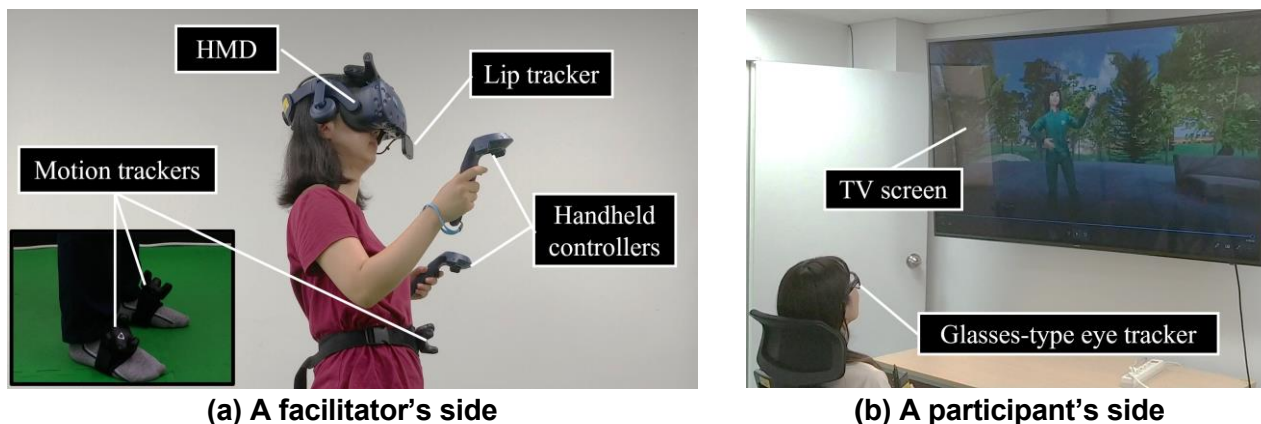 HMD
Lip tracker
Motion trackers
Handheld
controllers
(a) A facilitator's side
TV screen
Glasses-type eye tracker
(b) A participant's side